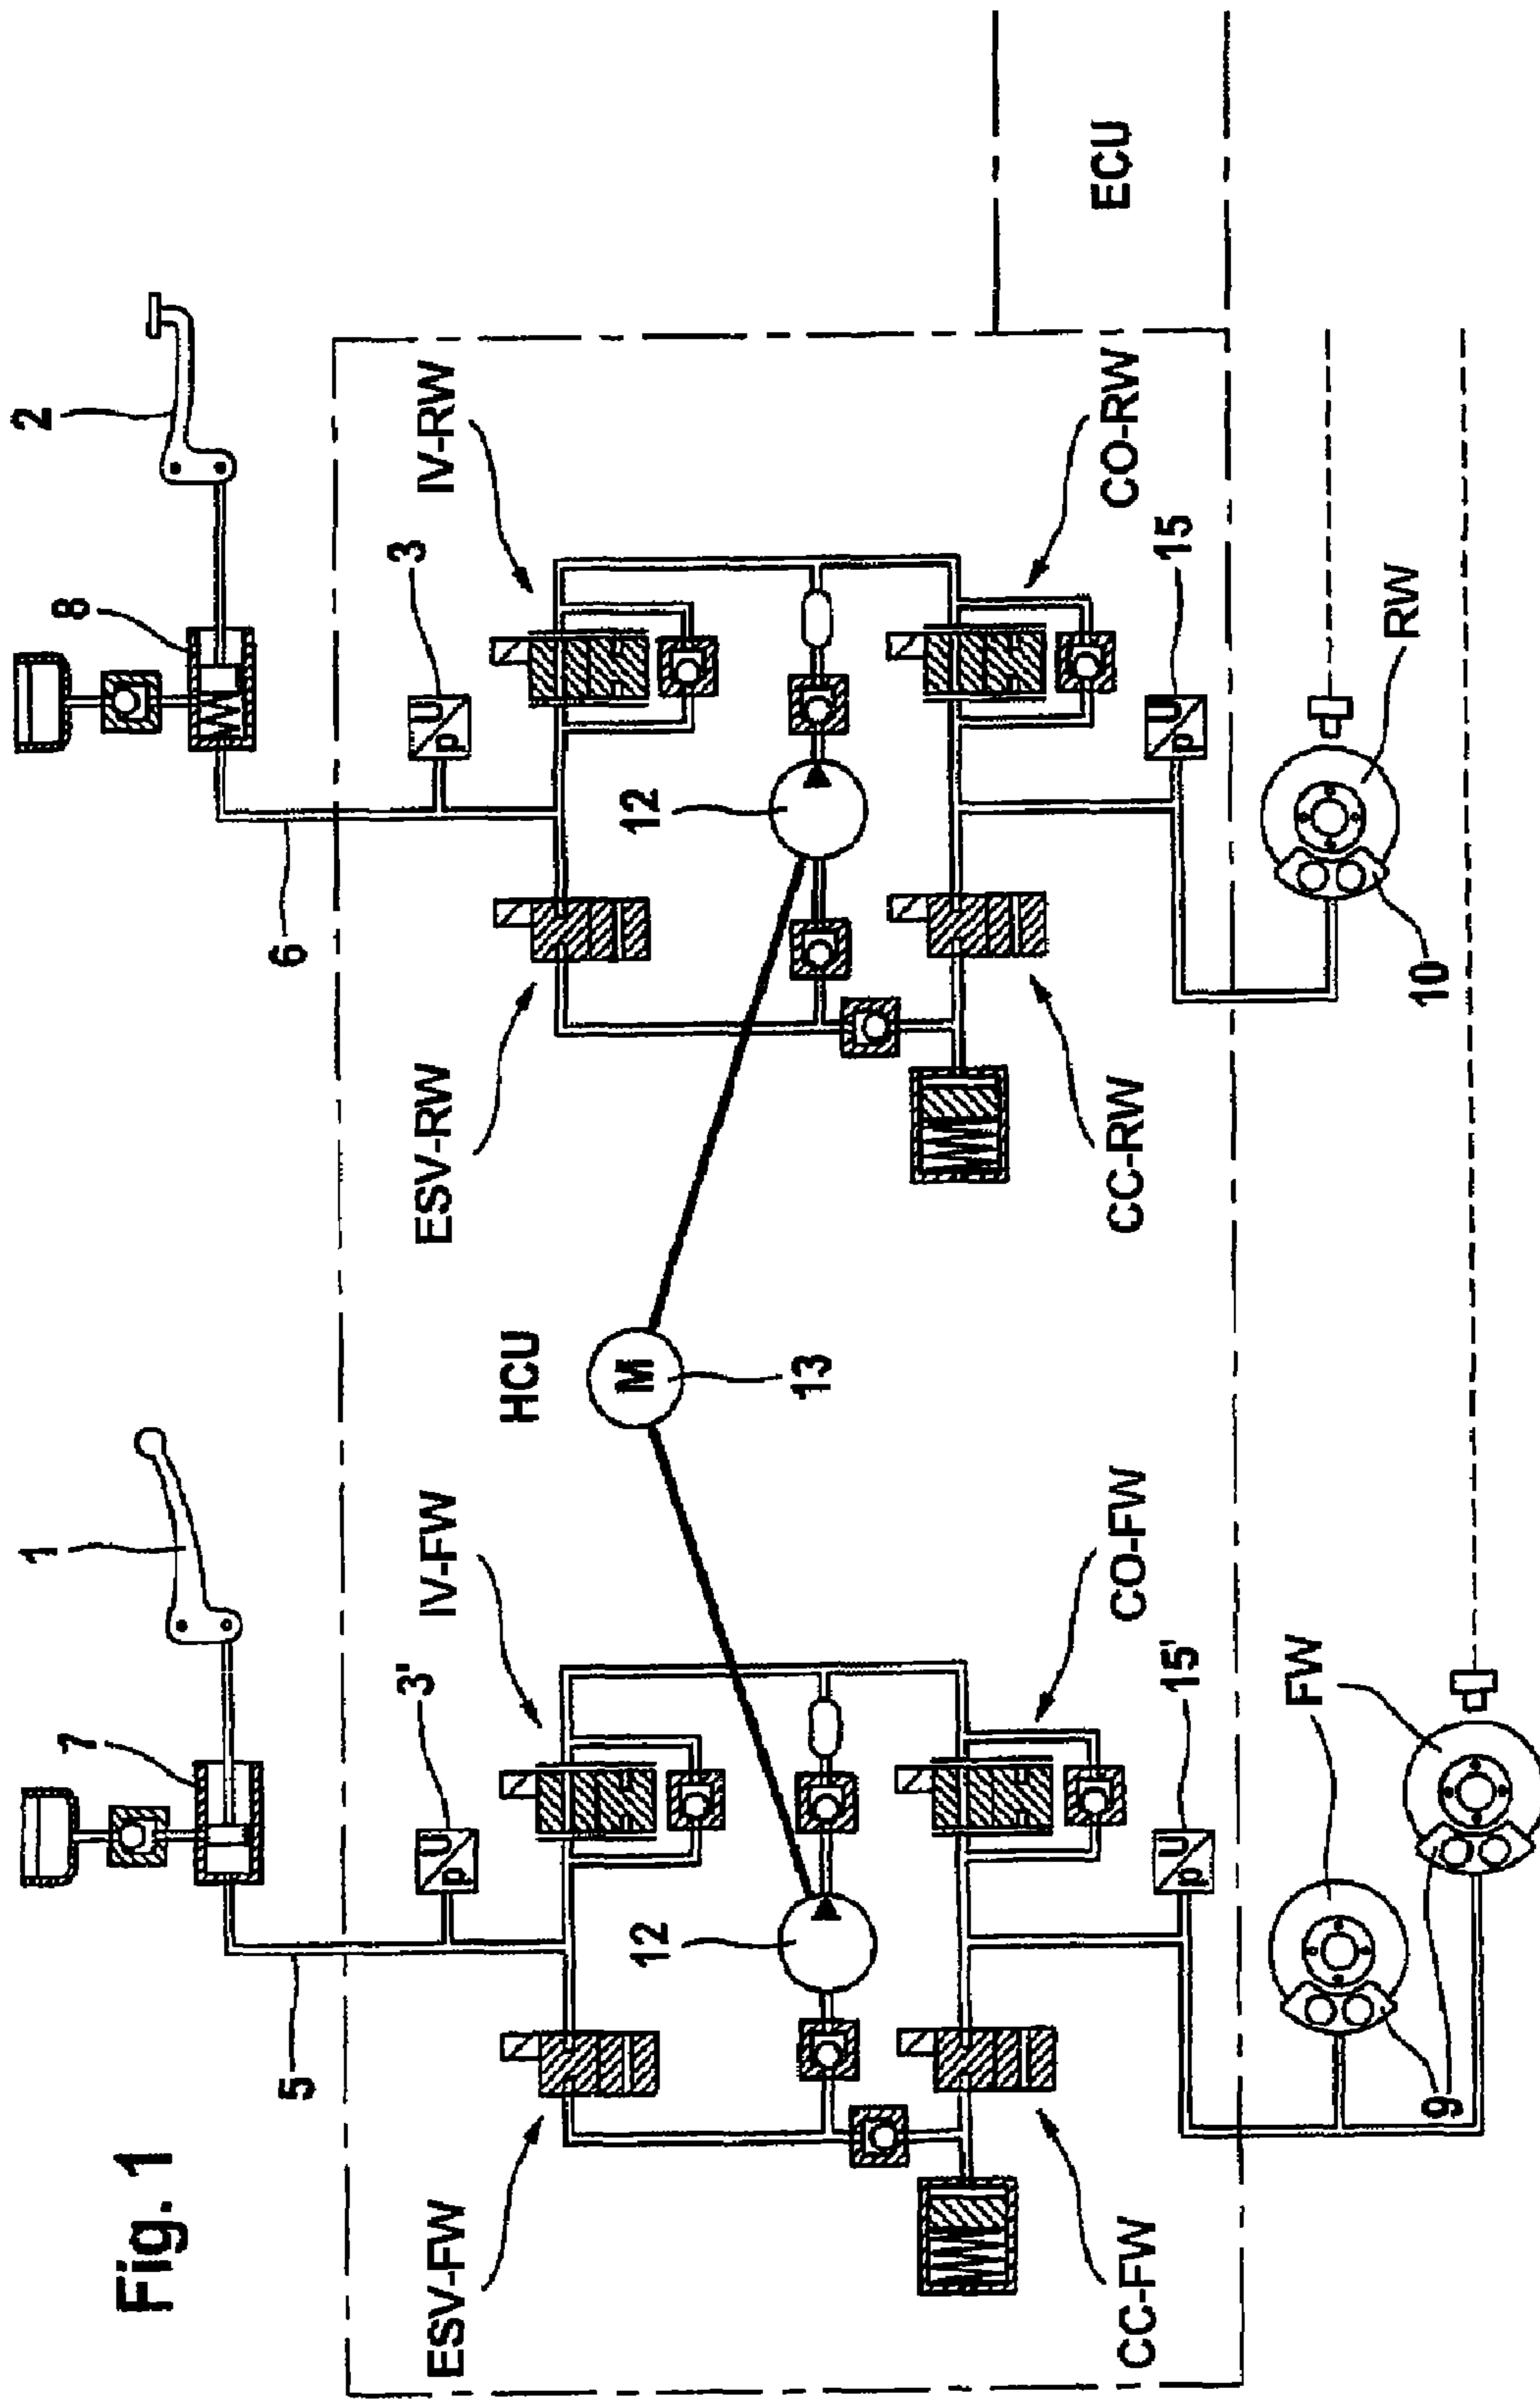 Fig. 1
1
2
7
8
5
6
3'
3
p U
p U
ESV-FW
IV-FW
ESV-RW
IV-RW
HCU
M
12
12
13
CC-FW
CO-FW
CC-RW
CO-RW
ECU
15'
15
p U
p U
FW
RW
9
10